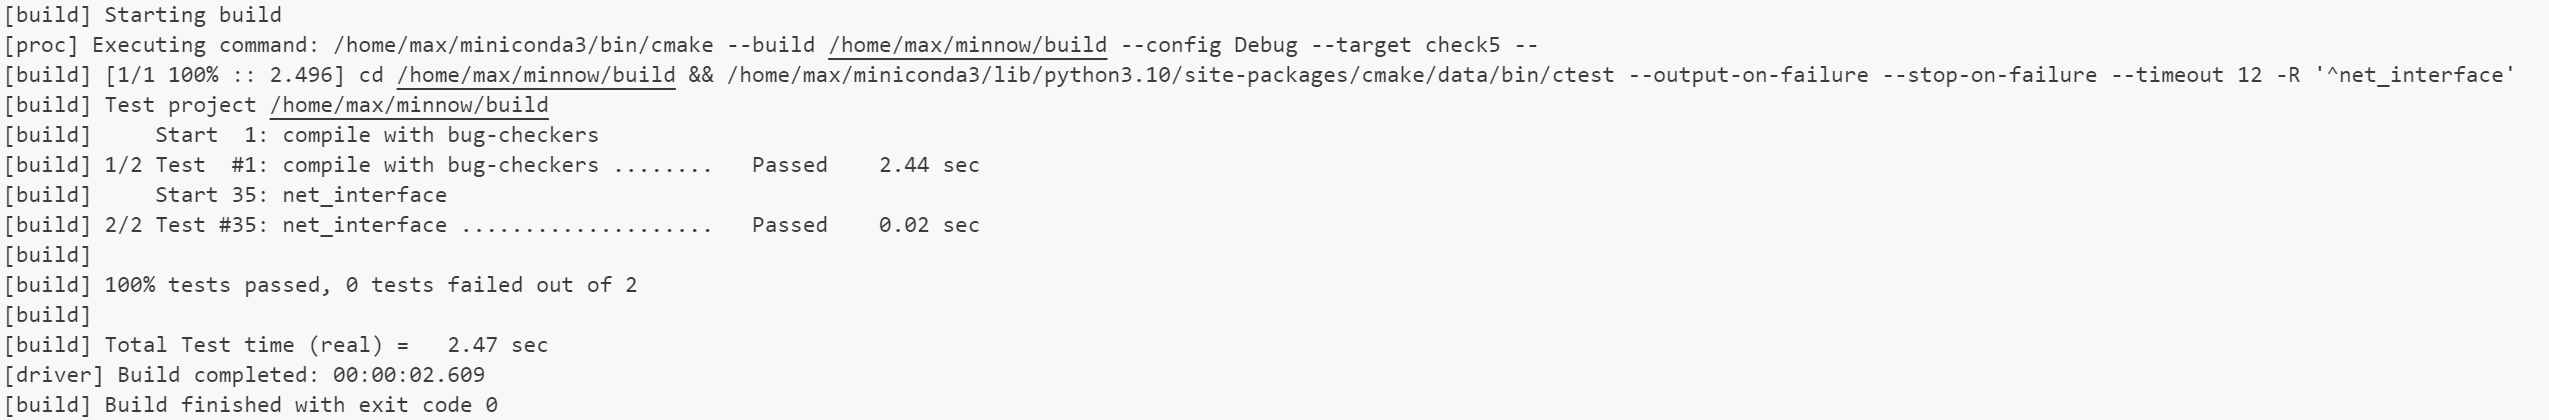 [build] Starting build
[proc] Executing command: /home/max/miniconda3/bin/cmake --build /home/max/minnow/build --config Debug --target check5 --
[build] [1/1 100% :: 2.496] cd /home/max/minnow/build && /home/max/miniconda3/lib/python3.10/site-packages/cmake/data/bin/ctest --output-on-failure --stop-on-failure --timeout 12 -R '^net_interface'
[build] Test project /home/max/minnow/build
[build]     Start  1: compile with bug-checkers
[build] 1/2 Test  #1: compile with bug-checkers ........   Passed    2.44 sec
[build]     Start 35: net_interface
[build] 2/2 Test #35: net_interface ....................   Passed    0.02 sec
[build]
[build] 100% tests passed, 0 tests failed out of 2
[build]
[build] Total Test time (real) =   2.47 sec
[driver] Build completed: 00:00:02.609
[build] Build finished with exit code 0